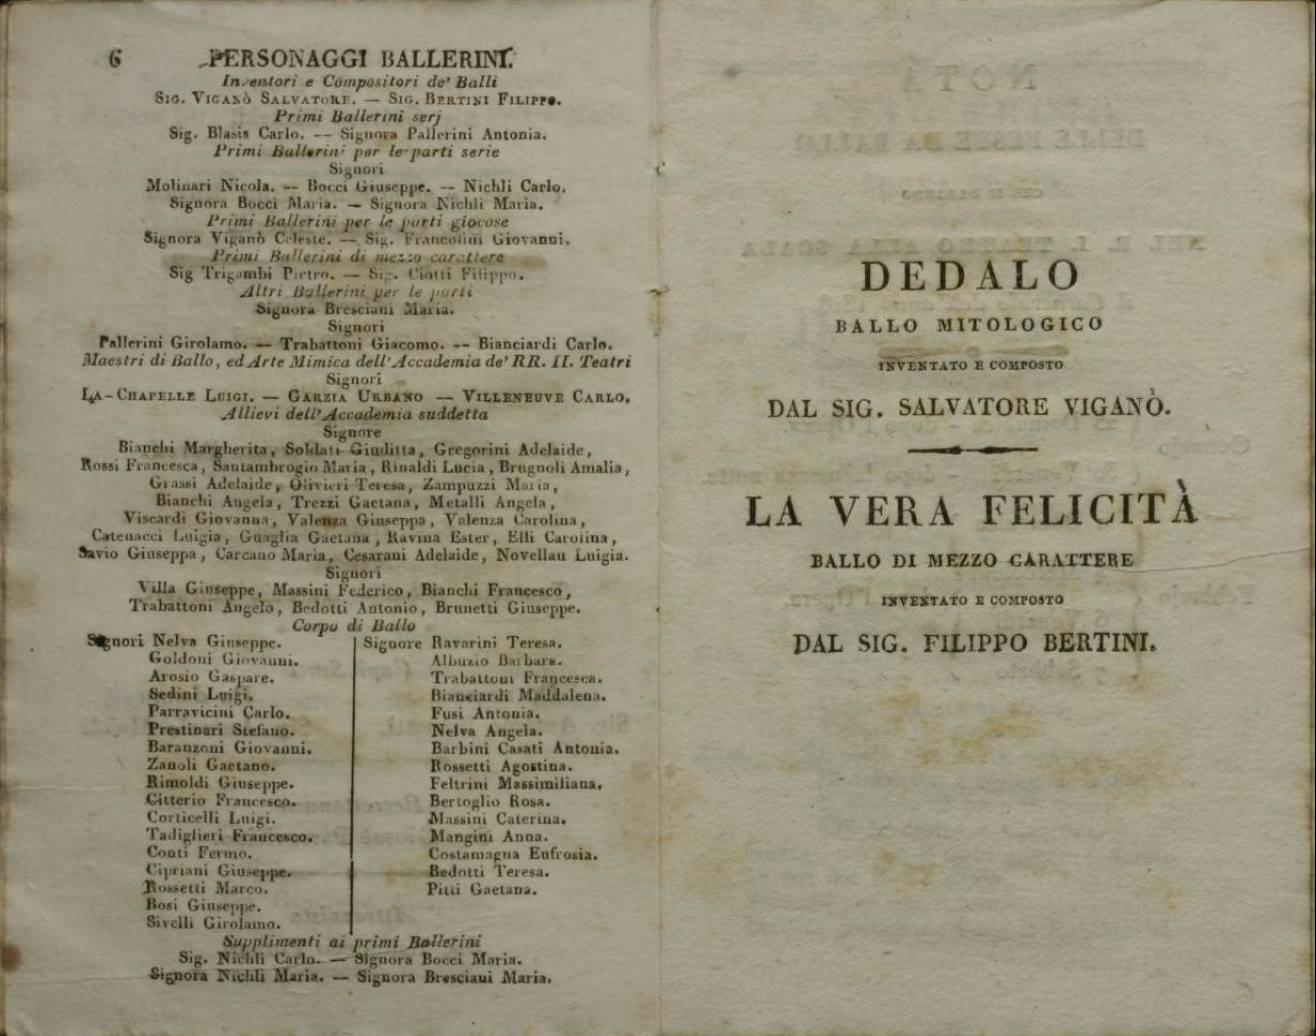 6 PERSONAGGI BALLERINI.
Inventori e Compositori de' Balli
SIG. VIGANÒ SALVATORE. — SIG. BERTINI FILIPPO.
Primi Ballerini serj
Sig. Blasis Carlo. -- Signora Pallerini Antonia.
Primi Ballerini per le parti serie
Signori
Molinari Nicola. -- Bocci Giuseppe. -- Nichli Carlo.
Signora Bocci Maria. — Signora Nichli Maria.
Primi Ballerini per le parti giocose
Signora Viganò Celeste. -- Sig. Francolini Giovanni.
Primi Ballerini di mezzo carattere
Sig Trigambi Pietro. — Sig. Ciotti Filippo.
Altri Ballerini per le parti
Signora Bresciani Maria.
Signori
Pallerini Girolamo. — Trabattoni Giacomo. -- Bianciardi Carlo.
Maestri di Ballo, ed Arte Mimica dell'Accademia de' RR. II. Teatri
Signori
LA-CHAPELLE LUIGI. — GARZIA URBANO — VILLENEUVE CARLO.
Allievi dell'Accademia suddetta
Signore
Bianchi Margherita, Soldati Giuditta, Gregorini Adelaide,
Rossi Francesca, Santambrogio Maria, Rinaldi Lucia, Brugnoli Amalia,
Grassi Adelaide, Olivieri Teresa, Zampuzzi Maria,
Bianchi Angela, Trezzi Gaetana, Metalli Angela,
Viscardi Giovanna, Valenza Giuseppa, Valenza Carolina,
Catenacci Luigia, Guaglia Gaetana, Ravina Ester, Elli Carolina,
Savio Giuseppa, Carcano Maria, Cesarani Adelaide, Novellau Luigia.
Signori
Villa Giuseppe, Massini Federico, Bianchi Francesco,
Trabattoni Angelo, Bedotti Antonio, Brunetti Giuseppe.
Corpo di Ballo
Signori Nelva Giuseppe.
Goldoni Giovanni.
Arosio Gaspare.
Sedini Luigi.
Parravicini Carlo.
Prestinari Stefano.
Baranzoni Giovanni.
Zanoli Gaetano.
Rimoldi Giuseppe.
Citterio Francesco.
Corticelli Luigi.
Tadiglieri Francesco.
Conti Fermo.
Cipriani Giuseppe.
Rossetti Marco.
Bosi Giuseppe.
Sivelli Girolamo.
Signore Ravarini Teresa.
Albuzio Barbara.
Trabattoni Francesca.
Bianciardi Maddalena.
Fusi Antonia.
Nelva Angela.
Barbini Casati Antonia.
Rossetti Agostina.
Feltrini Massimiliana.
Bertoglio Rosa.
Massini Caterina.
Mangini Anna.
Costamagna Eufrosia.
Bedotti Teresa.
Pitti Gaetana.
Supplimenti ai primi Ballerini
Sig. Nichli Carlo. — Signora Bocci Maria.
Signora Nichli Maria. — Signora Bresciani Maria.
DEDALO
BALLO MITOLOGICO
INVENTATO E COMPOSTO
DAL SIG. SALVATORE VIGANÒ.
LA VERA FELICITÀ
BALLO DI MEZZO CARATTERE
INVENTATO E COMPOSTO
DAL SIG. FILIPPO BERTINI.